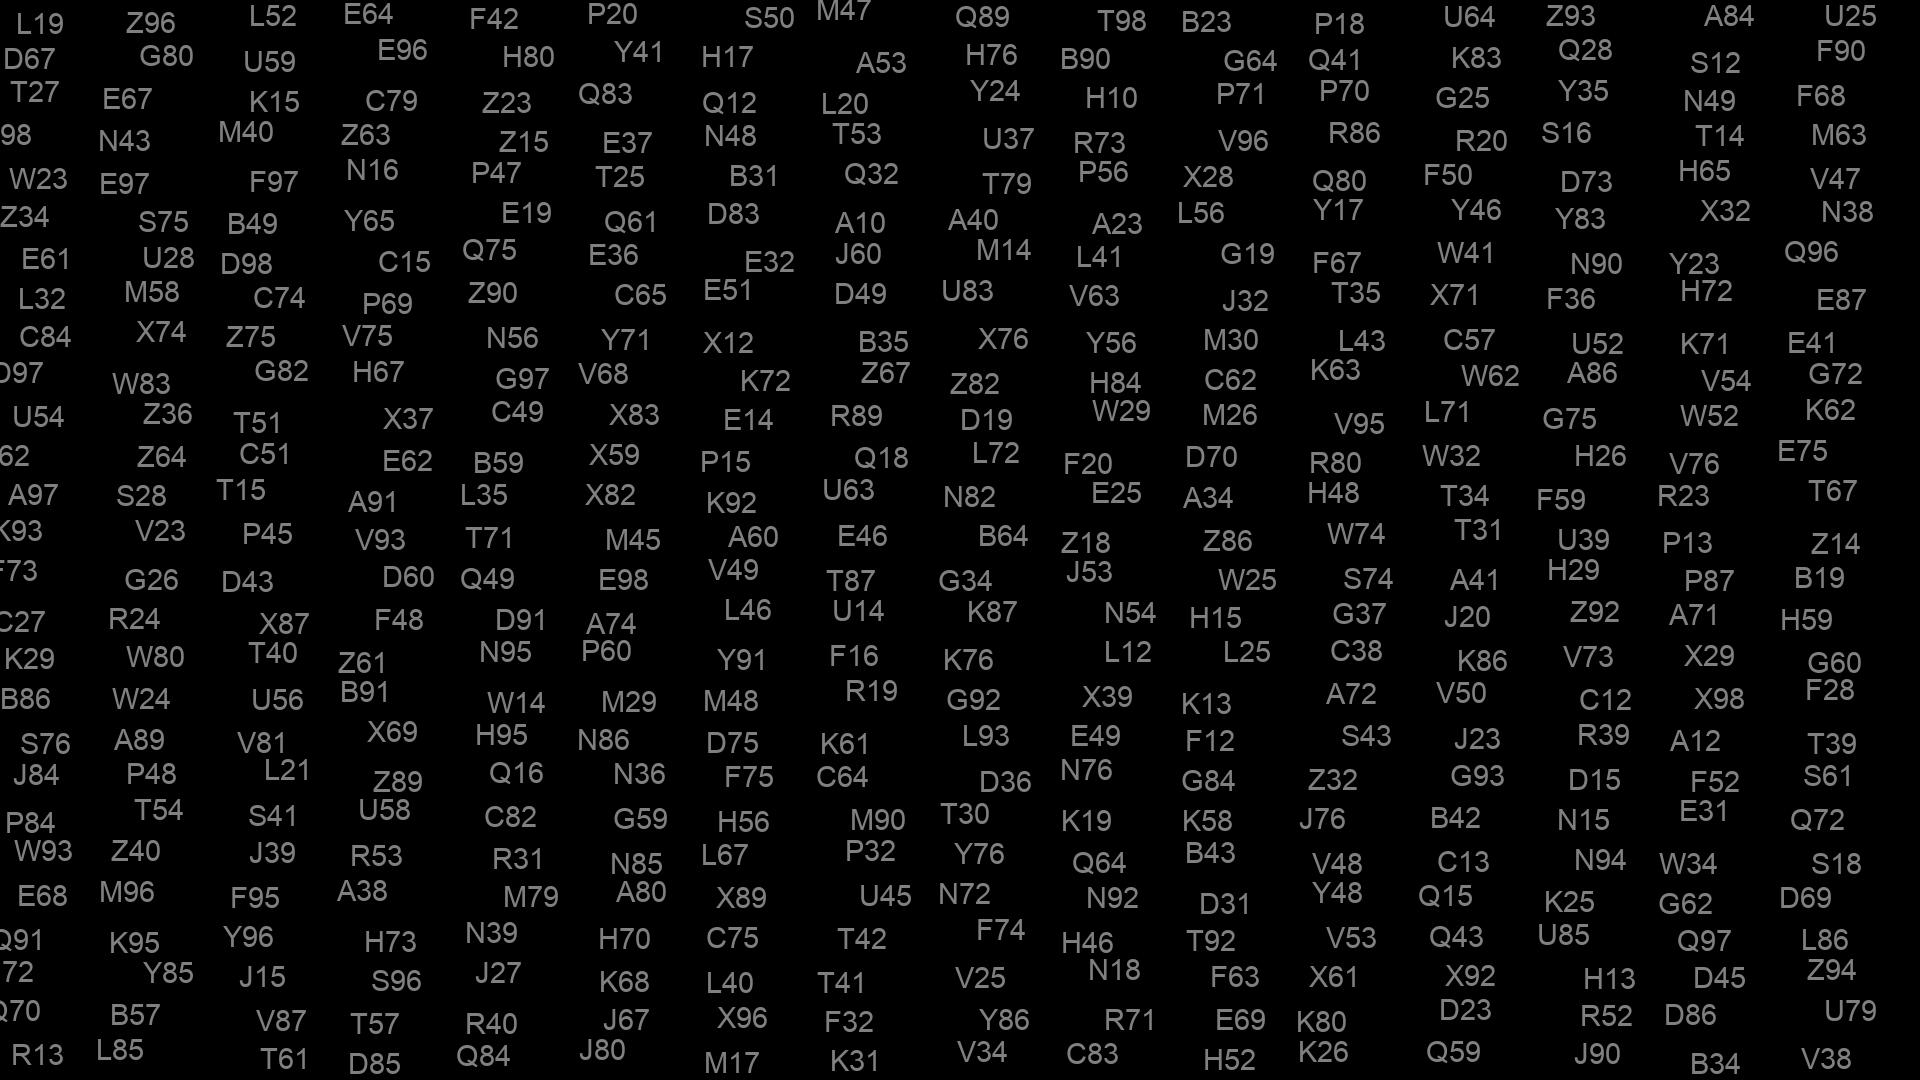 L19 Z96 L52 E64 F42 P20 S50 M47 Q89 T98 B23 P18 U64 Z93 A84 U25
D67 G80 U59 E96 H80 Y41 H17 A53 H76 B90 G64 Q41 K83 Q28 S12 F90
T27 E67 K15 C79 Z23 Q83 Q12 L20 Y24 H10 P71 P70 G25 Y35 N49 F68
98 N43 M40 Z63 Z15 E37 N48 T53 U37 R73 V96 R86 R20 S16 T14 M63
W23 E97 F97 N16 P47 T25 B31 Q32 T79 P56 X28 Q80 F50 D73 H65 V47
Z34 S75 B49 Y65 E19 Q61 D83 A10 A40 A23 L56 Y17 Y46 Y83 X32 N38
E61 U28 D98 C15 Q75 E36 E32 J60 M14 L41 G19 F67 W41 N90 Y23 Q96
L32 M58 C74 P69 Z90 C65 E51 D49 U83 V63 J32 T35 X71 F36 H72 E87
C84 X74 Z75 V75 N56 Y71 X12 B35 X76 Y56 M30 L43 C57 U52 K71 E41
97 W83 G82 H67 G97 V68 K72 Z67 Z82 H84 C62 K63 W62 A86 V54 G72
U54 Z36 T51 X37 C49 X83 E14 R89 D19 W29 M26 V95 L71 G75 W52 K62
62 Z64 C51 E62 B59 X59 P15 Q18 L72 F20 D70 R80 W32 H26 V76 E75
A97 S28 T15 A91 L35 X82 K92 U63 N82 E25 A34 H48 T34 F59 R23 T67
K93 V23 P45 V93 T71 M45 A60 E46 B64 Z18 Z86 W74 T31 U39 P13 Z14
73 G26 D43 D60 Q49 E98 V49 T87 G34 J53 W25 S74 A41 H29 P87 B19
C27 R24 X87 F48 D91 A74 L46 U14 K87 N54 H15 G37 J20 Z92 A71 H59
K29 W80 T40 Z61 N95 P60 Y91 F16 K76 L12 L25 C38 K86 V73 X29 G60
B86 W24 U56 B91 W14 M29 M48 R19 G92 X39 K13 A72 V50 C12 X98 F28
S76 A89 V81 X69 H95 N86 D75 K61 L93 E49 F12 S43 J23 R39 A12 T39
J84 P48 L21 Z89 Q16 N36 F75 C64 D36 N76 G84 Z32 G93 D15 F52 S61
P84 T54 S41 U58 C82 G59 H56 M90 T30 K19 K58 J76 B42 N15 E31 Q72
W93 Z40 J39 R53 R31 N85 L67 P32 Y76 Q64 B43 V48 C13 N94 W34 S18
E68 M96 F95 A38 M79 A80 X89 U45 N72 N92 D31 Y48 Q15 K25 G62 D69
Q91 K95 Y96 H73 N39 H70 C75 T42 F74 H46 T92 V53 Q43 U85 Q97 L86
72 Y85 J15 S96 J27 K68 L40 T41 V25 N18 F63 X61 X92 H13 D45 Z94
Q70 B57 V87 T57 R40 J67 X96 F32 Y86 R71 E69 K80 D23 R52 D86 U79
R13 L85 T61 D85 Q84 J80 M17 K31 V34 C83 H52 K26 Q59 J90 B34 V38